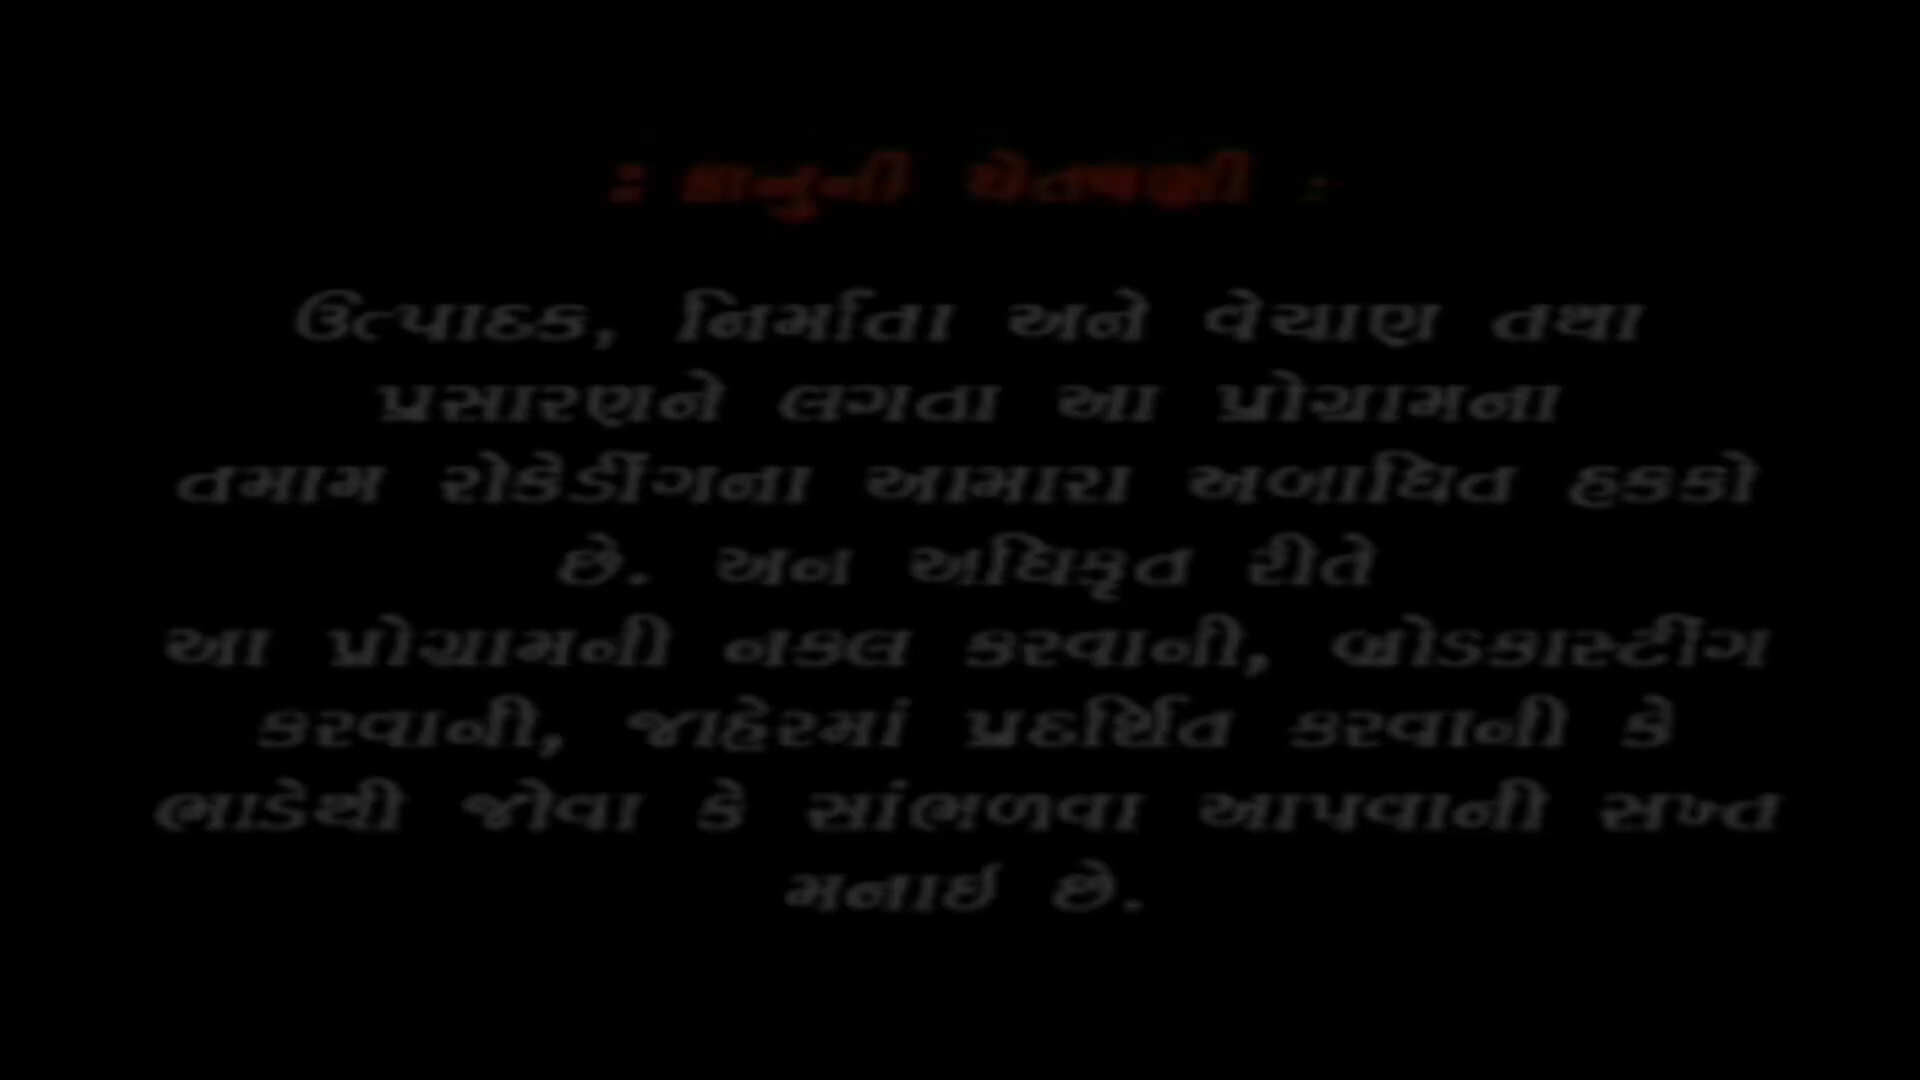 : કાનુની ચેતવણી :
ઉત્પાદક, નિર્માતા અને વેચાણ તથા
પ્રસારણને લગતા આ પ્રોગ્રામના
તમામ રોકેર્ડીંગના આમારા અબાધિત હકકો
છે. અન અધિકૃત રીતે
આ પ્રોગ્રામની નકલ કરવાની, બ્રોડકાસ્ટીંગ
કરવાની, જાહેરમાં પ્રદર્શિત કરવાની કે
ભાડેથી જોવા કે સાંભળવા આપવાની સખ્ત
મનાઇ છે.